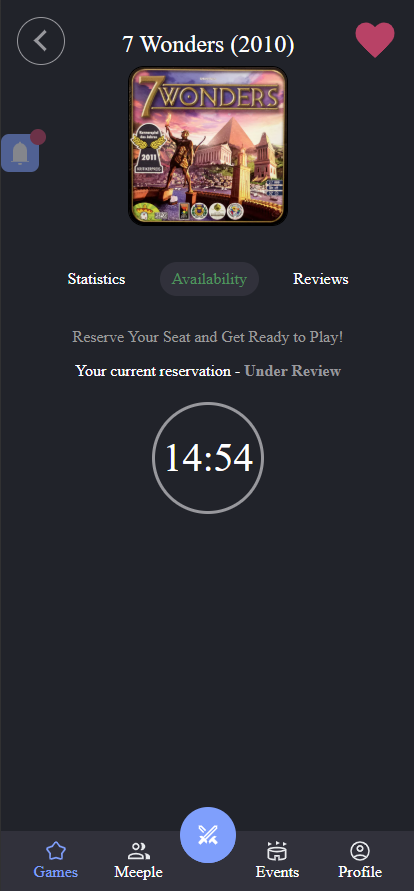 7 Wonders (2010)
7 WONDERS
2011
Statistics
Availability
Reviews
Reserve Your Seat and Get Ready to Play!
Your current reservation - Under Review
14:54
Games
Meeple
Events
Profile